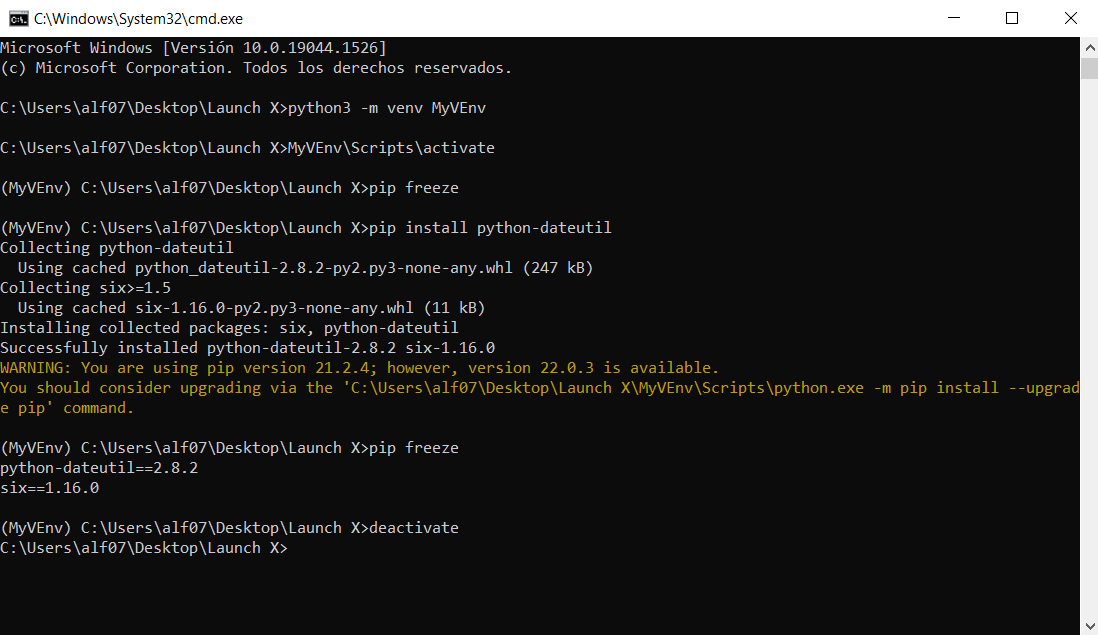 C:\Windows\System32\cmd.exe
Microsoft Windows [Versión 10.0.19044.1526]
(c) Microsoft Corporation. Todos los derechos reservados.
C:\Users\alf07\Desktop\Launch X>python3 -m venv MyVEnv
C:\Users\alf07\Desktop\Launch X>MyVEnv\Scripts\activate
(MyVEnv) C:\Users\alf07\Desktop\Launch X>pip freeze
(MyVEnv) C:\Users\alf07\Desktop\Launch X>pip install python-dateutil
Collecting python-dateutil
  Using cached python_dateutil-2.8.2-py2.py3-none-any.whl (247 kB)
Collecting six>=1.5
  Using cached six-1.16.0-py2.py3-none-any.whl (11 kB)
Installing collected packages: six, python-dateutil
Successfully installed python-dateutil-2.8.2 six-1.16.0
WARNING: You are using pip version 21.2.4; however, version 22.0.3 is available.
You should consider upgrading via the 'C:\Users\alf07\Desktop\Launch X\MyVEnv\Scripts\python.exe -m pip install --upgrad
e pip' command.
(MyVEnv) C:\Users\alf07\Desktop\Launch X>pip freeze
python-dateutil==2.8.2
six==1.16.0
(MyVEnv) C:\Users\alf07\Desktop\Launch X>deactivate
C:\Users\alf07\Desktop\Launch X>